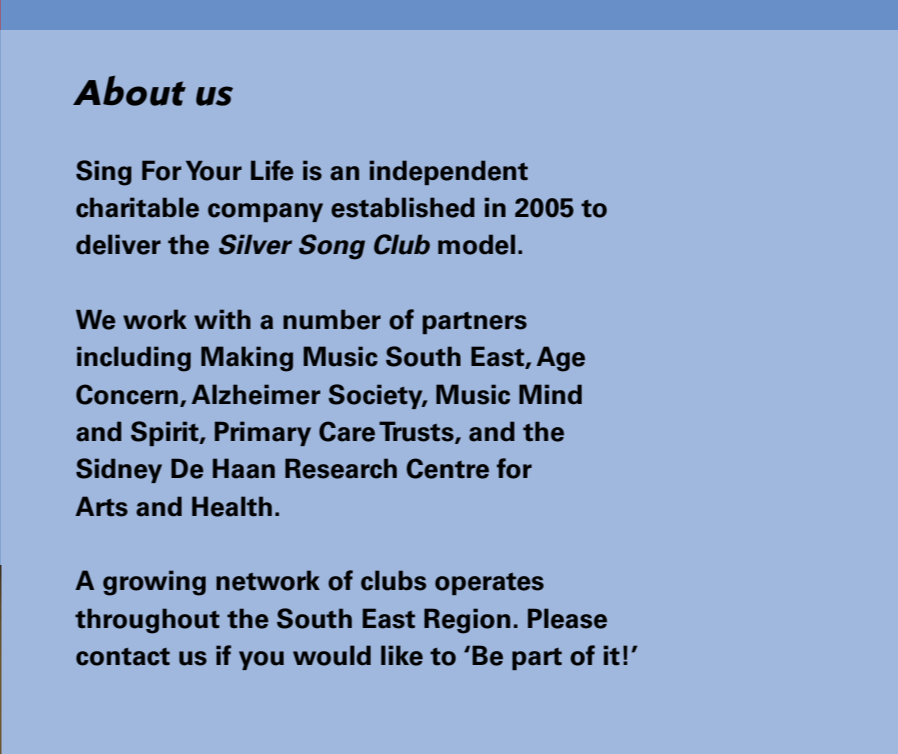 About us
Sing For Your Life is an independent
charitable company established in 2005 to
deliver the Silver Song Club model.
We work with a number of partners
including Making Music South East, Age
Concern, Alzheimer Society, Music Mind
and Spirit, Primary Care Trusts, and the
Sidney De Haan Research Centre for
Arts and Health.
A growing network of clubs operates
throughout the South East Region. Please
contact us if you would like to ‘Be part of it!’